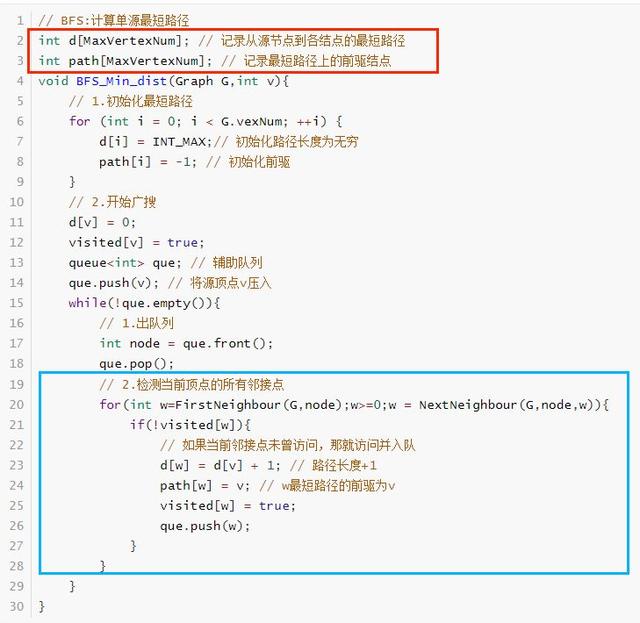 1 // BFS:计算单源最短路径
2 int d[MaxVertexNum]; // 记录从源节点到各结点的最短路径
3 int path[MaxVertexNum]; // 记录最短路径上的前驱结点
4 void BFS_Min_dist(Graph G,int v){
5 // 1.初始化最短路径
6 for (int i = 0; i < G.vexNum; ++i) {
7 d[i] = INT_MAX;// 初始化路径长度为无穷
8 path[i] = -1; // 初始化前驱
9 }
10 // 2.开始广搜
11 d[v] = 0;
12 visited[v] = true;
13 queue<int> que; // 辅助队列
14 que.push(v); // 将源顶点v压入
15 while(!que.empty()){
16 // 1.出队列
17 int node = que.front();
18 que.pop();
19 // 2.检测当前顶点的所有邻接点
20 for(int w=FirstNeighbour(G,node);w>=0;w = NextNeighbour(G,node,w)){
21 if(!visited[w]){
22 // 如果当前邻接点未曾访问，那就访问并入队
23 d[w] = d[v] + 1; // 路径长度+1
24 path[w] = v; // w最短路径的前驱为v
25 visited[w] = true;
26 que.push(w);
27 }
28 }
29 }
30 }